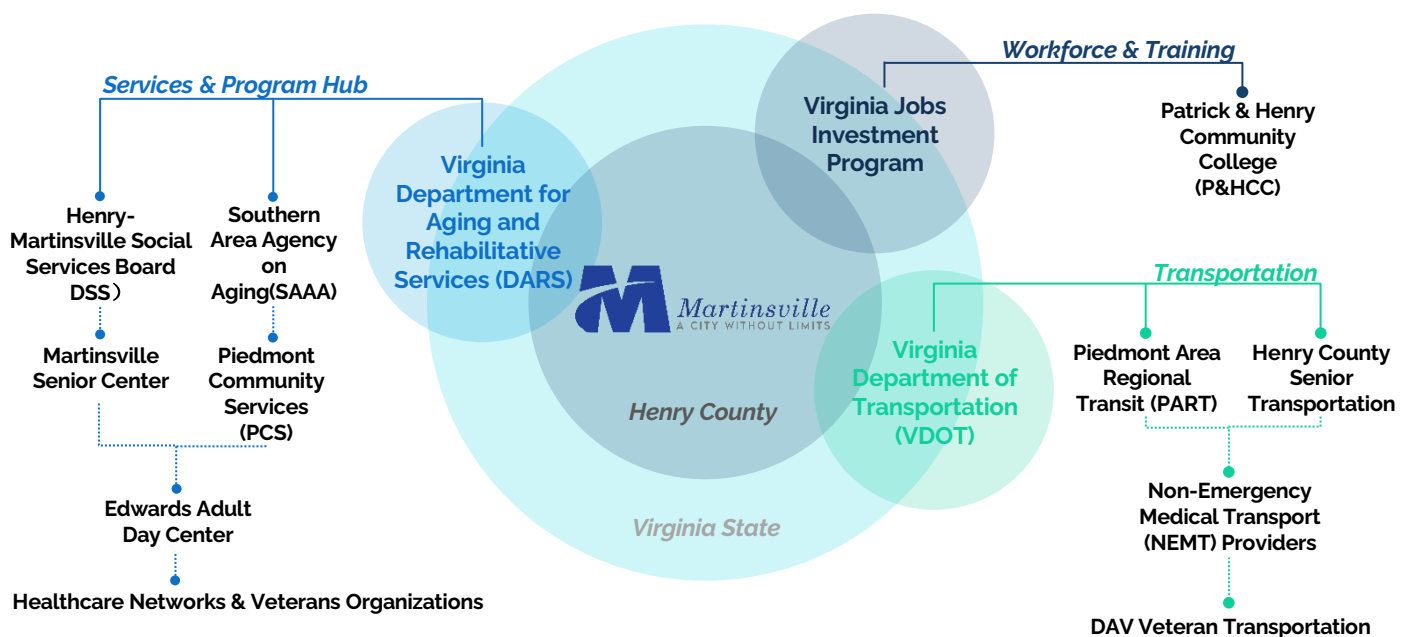 Services & Program Hub
Virginia
Department for
Aging and
Rehabilitative
Services (DARS)
Henry-
Martinsville Social
Services Board
DSS）
Southern
Area Agency
on
Aging(SAAA)
Martinsville
Senior Center
Piedmont
Community
Services
(PCS)
Edwards Adult
Day Center
Healthcare Networks & Veterans Organizations
Martinsville
A CITY WITHOUT LIMITS
Henry County
Virginia State
Workforce & Training
Virginia Jobs
Investment
Program
Patrick & Henry
Community
College
(P&HCC)
Transportation
Virginia
Department of
Transportation
(VDOT)
Piedmont Area
Regional
Transit (PART)
Henry County
Senior
Transportation
Non-Emergency
Medical Transport
(NEMT) Providers
DAV Veteran Transportation